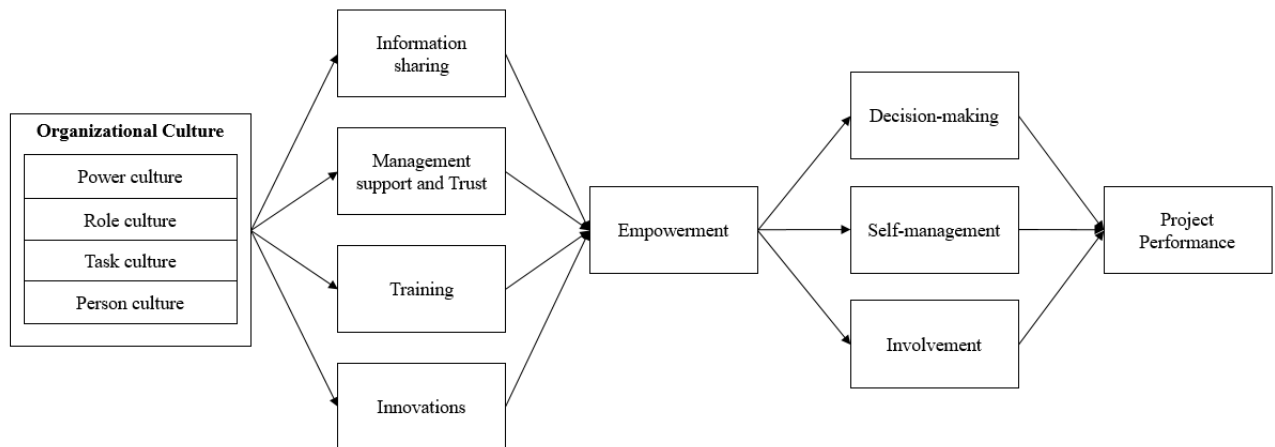 Organizational Culture
Power culture
Role culture
Task culture
Person culture
Information
sharing
Management
support and Trust
Training
Innovations
Empowerment
Decision-making
Self-management
Involvement
Project
Performance